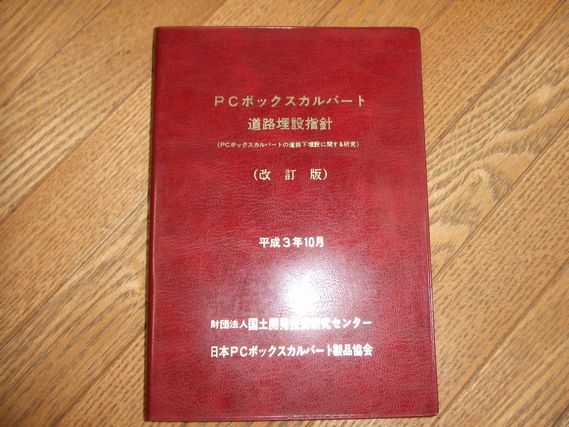 PCボックスカルバート
道路埋設指針
(PCボックスカルバートの道路下埋設に関する研究)
(改訂版)
平成3年10月
財団法人国土開発技術研究センター
日本PCボックスカルバート製品協会